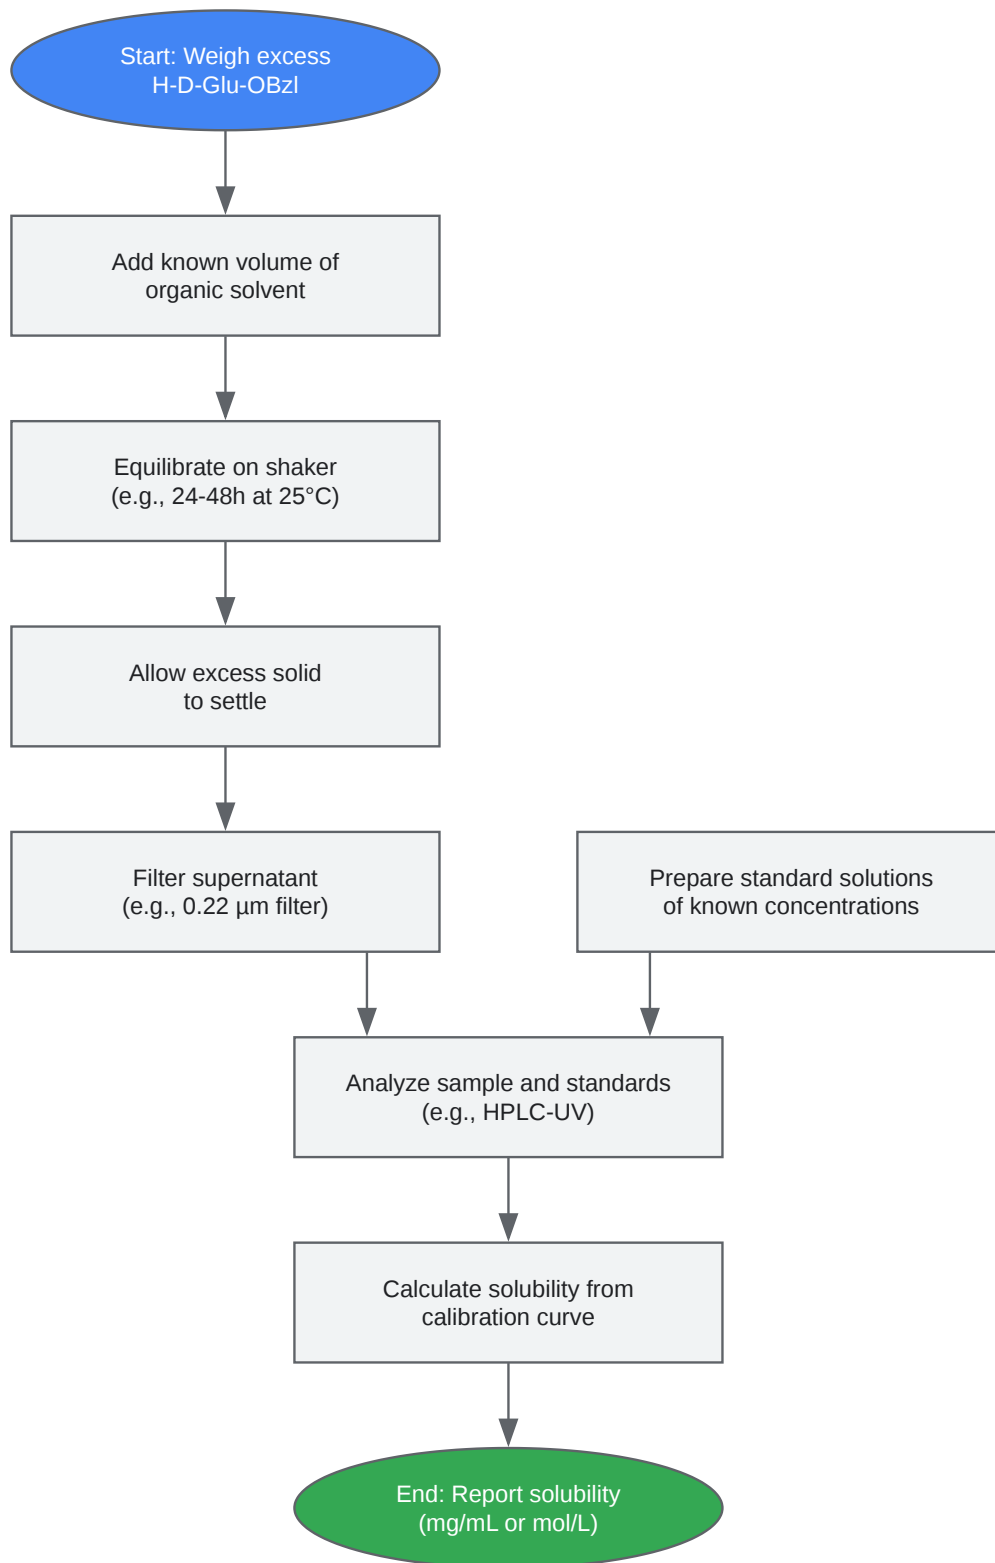 Start: Weigh excess
H-D-Glu-OBzl
Add known volume of
organic solvent
Equilibrate on shaker
(e.g., 24-48h at 25°C)
Allow excess solid
to settle
Filter supernatant
(e.g., 0.22 µm filter)
Prepare standard solutions
of known concentrations
Analyze sample and standards
(e.g., HPLC-UV)
Calculate solubility from
calibration curve
End: Report solubility
(mg/mL or mol/L)